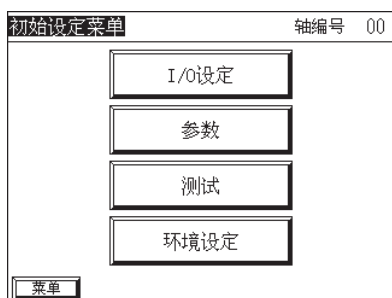 初始设定菜单 轴编号 00
I/O设定
参数
测试
环境设定
菜单